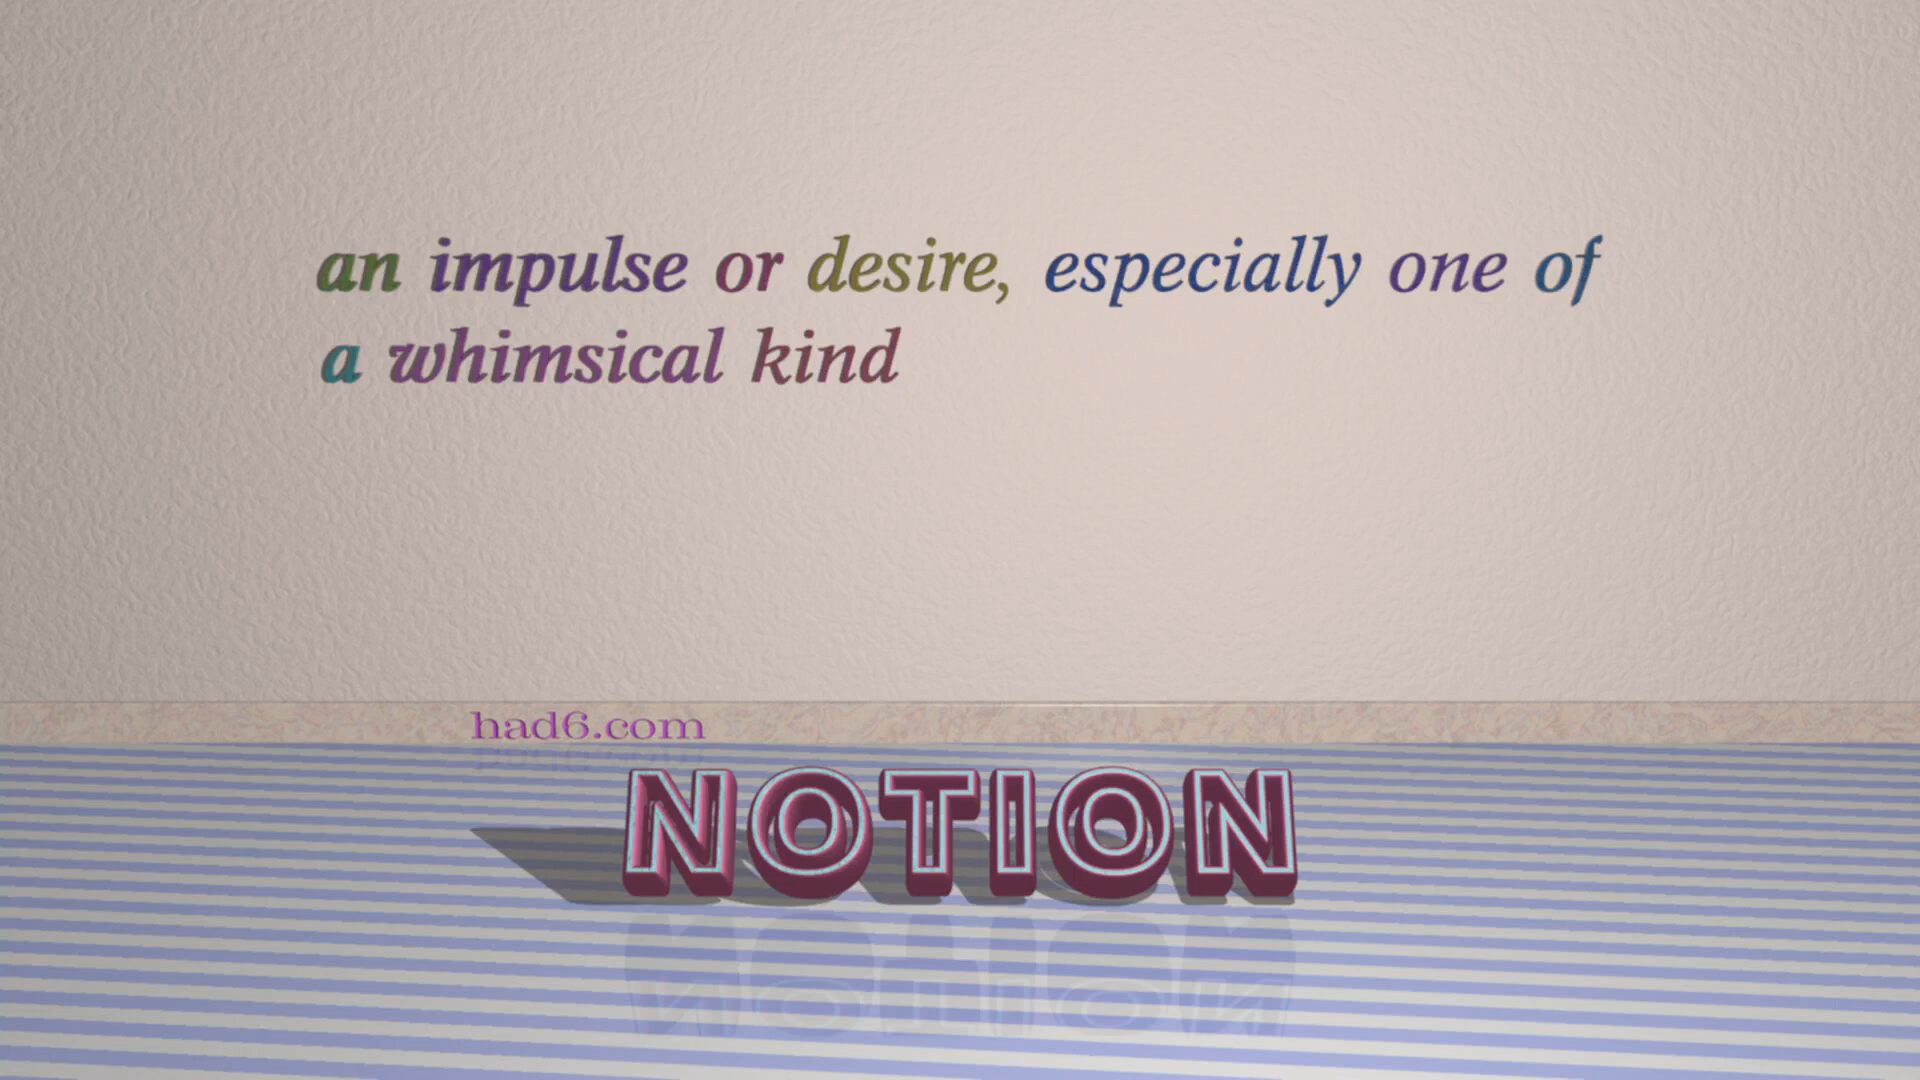 an impulse or desire, especially one of
a whimsical kind
had6.com
NOTION